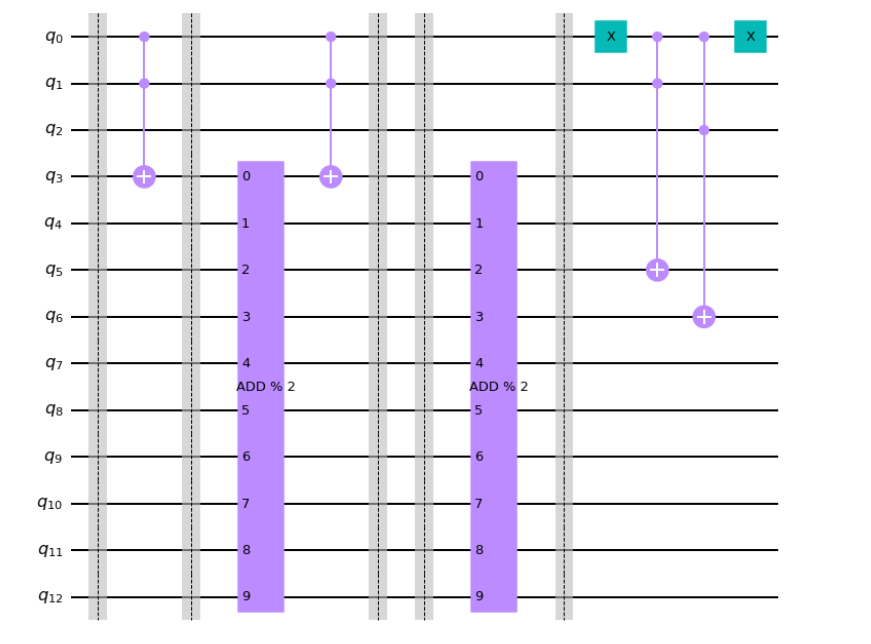 q0 X X
q1
q2
q3 0 0
q4 1 1
q5 2 2
q6 3 3
q7 4 4
ADD % 2 ADD % 2
q8 5 5
q9 6 6
q10 7 7
q11 8 8
q12 9 9